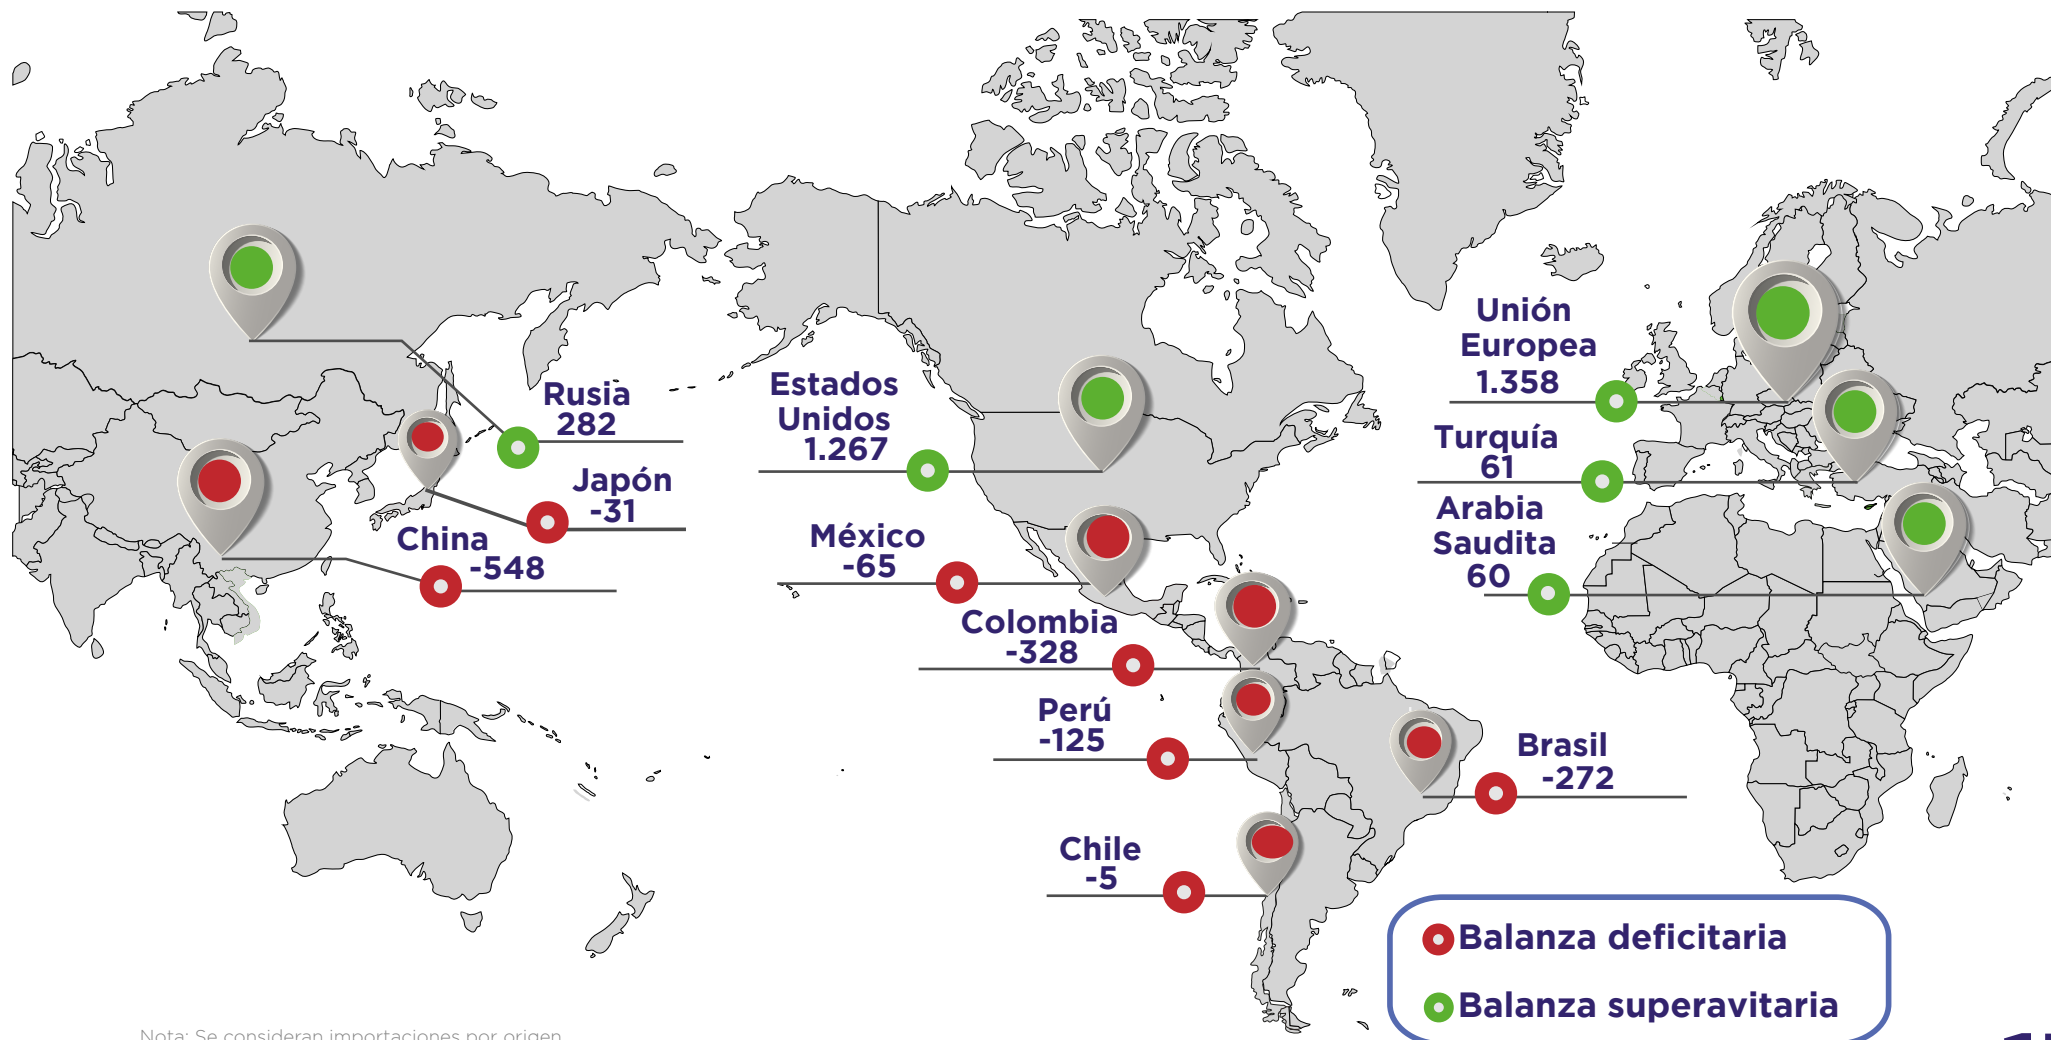 Rusia
282
Japón
-31
China
-548
Estados
Unidos
1.267
México
-65
Colombia
-328
Perú
-125
Chile
-5
Brasil
-272
Unión
Europea
1.358
Turquía
61
Arabia
Saudita
60
Balanza deficitaria
Balanza superavitaria
Nota: Se consideran importaciones por origen